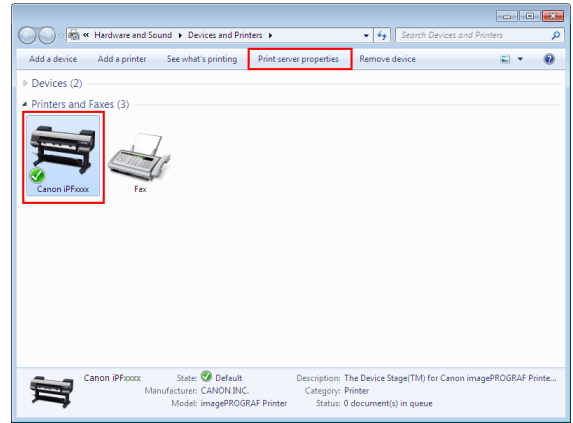 « Hardware and Sound ▸ Devices and Printers ▸ Search Devices and Printers
Add a device Add a printer See what's printing Print server properties Remove device
Devices (2)
Printers and Faxes (3)
Canon iPFxxxx Fax
Canon iPFxxxx State: Default Description: The Device Stage(TM) for Canon imagePROGRAF Printe...
Manufacturer: CANON INC. Category: Printer
Model: imagePROGRAF Printer Status: 0 document(s) in queue